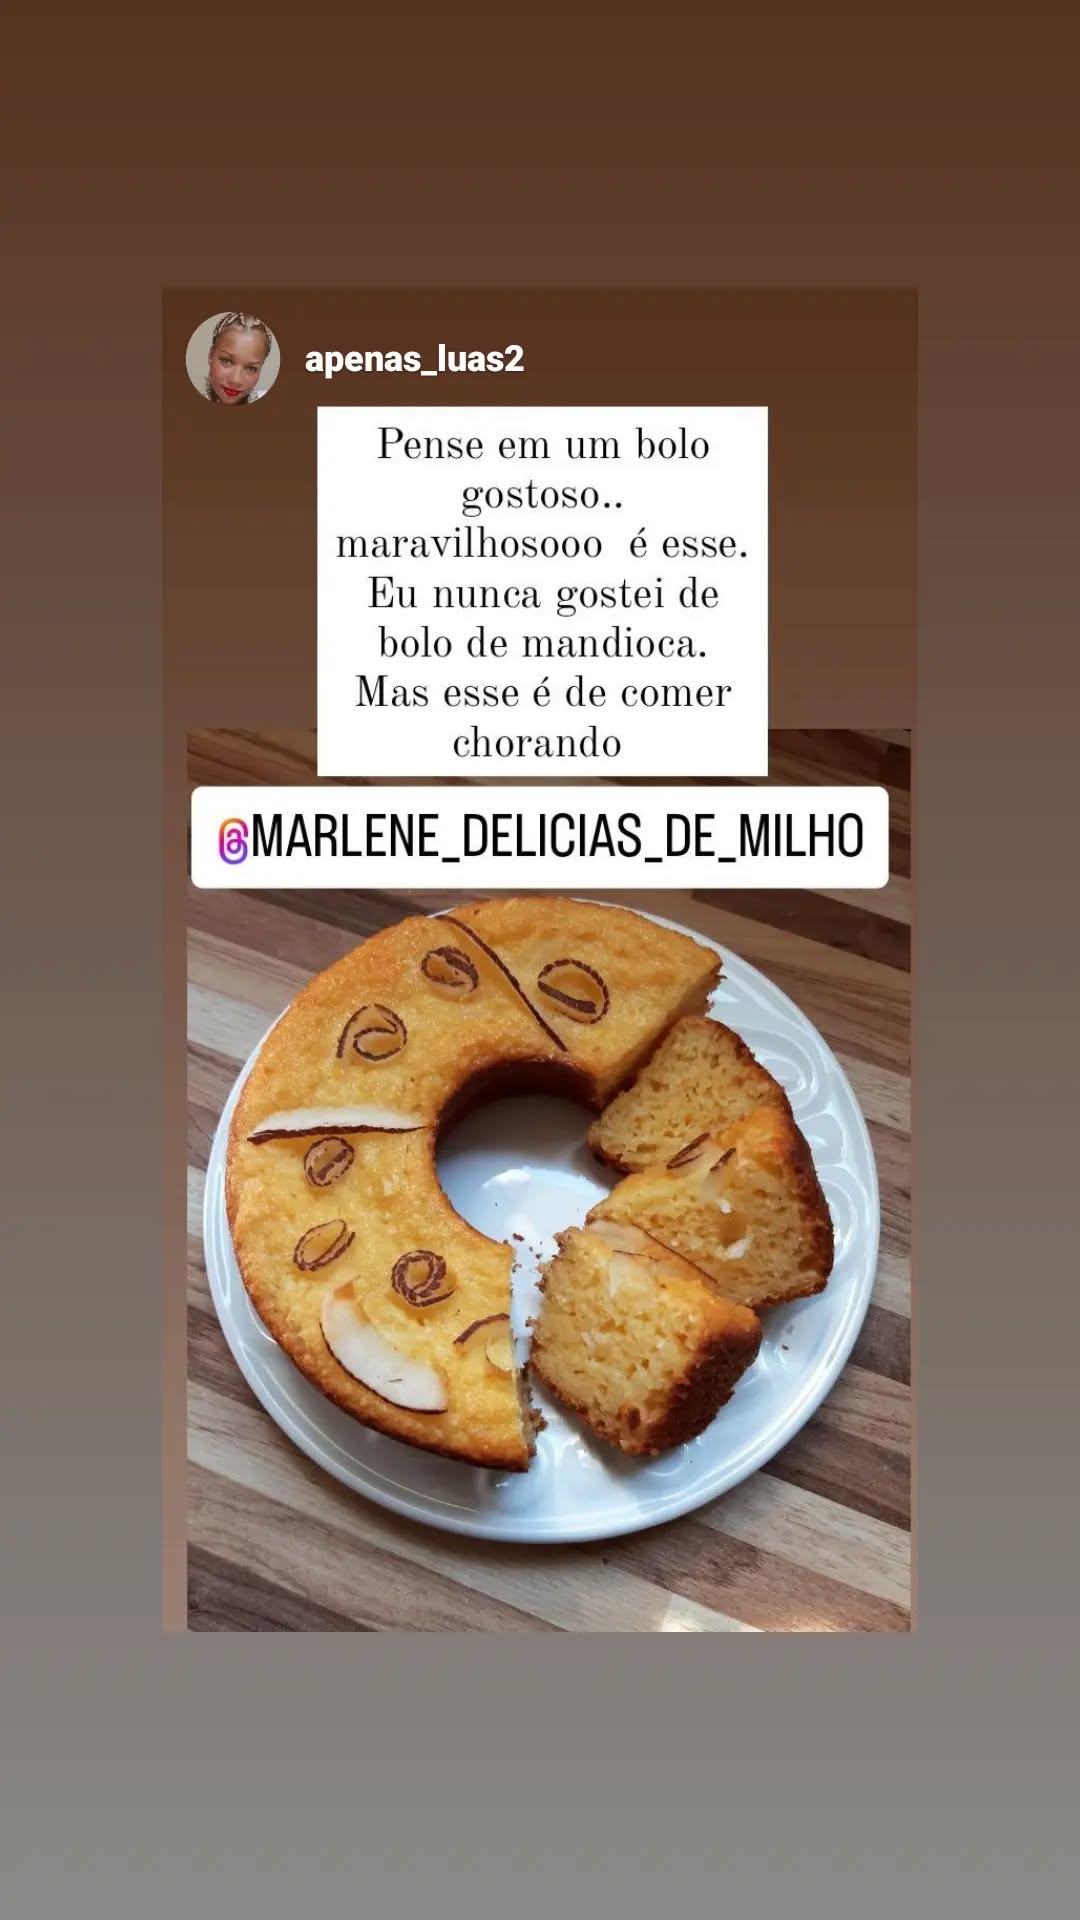 apenas_luas2
Pense em um bolo
gostoso..
maravilhosooo é esse.
Eu nunca gostei de
bolo de mandioca.
Mas esse é de comer
chorando
@MARLENE_DELICIAS_DE_MILHO